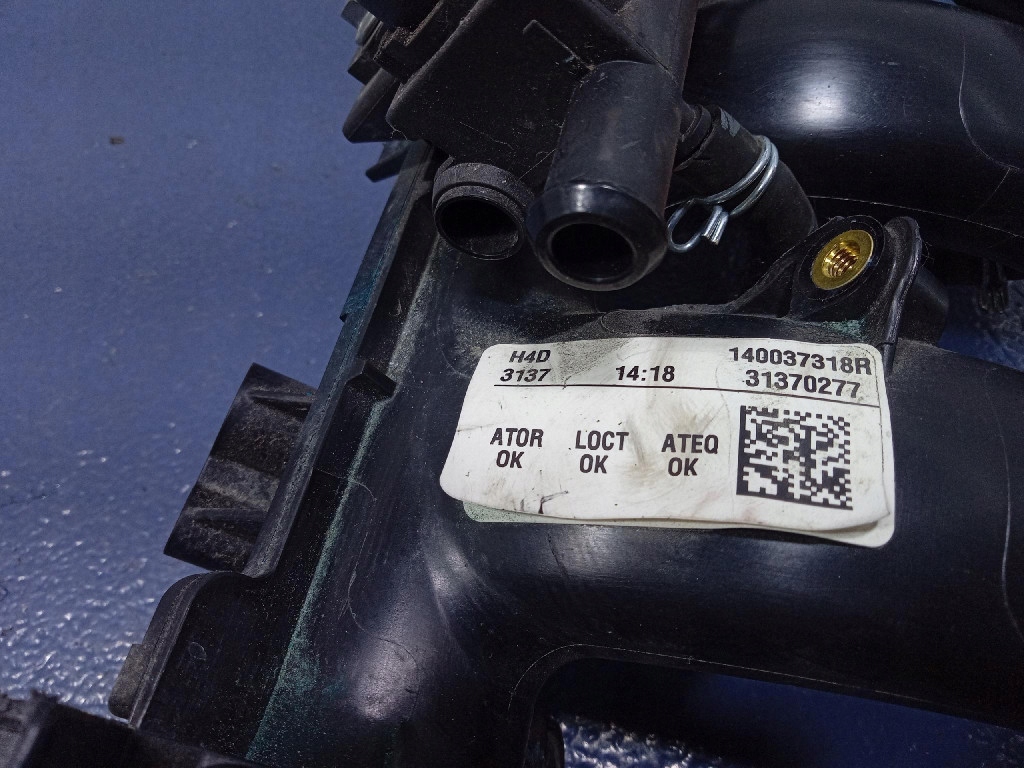 H4D 140037318R
3137 14:18 31370277
ATOR LOCT ATEQ
OK OK OK